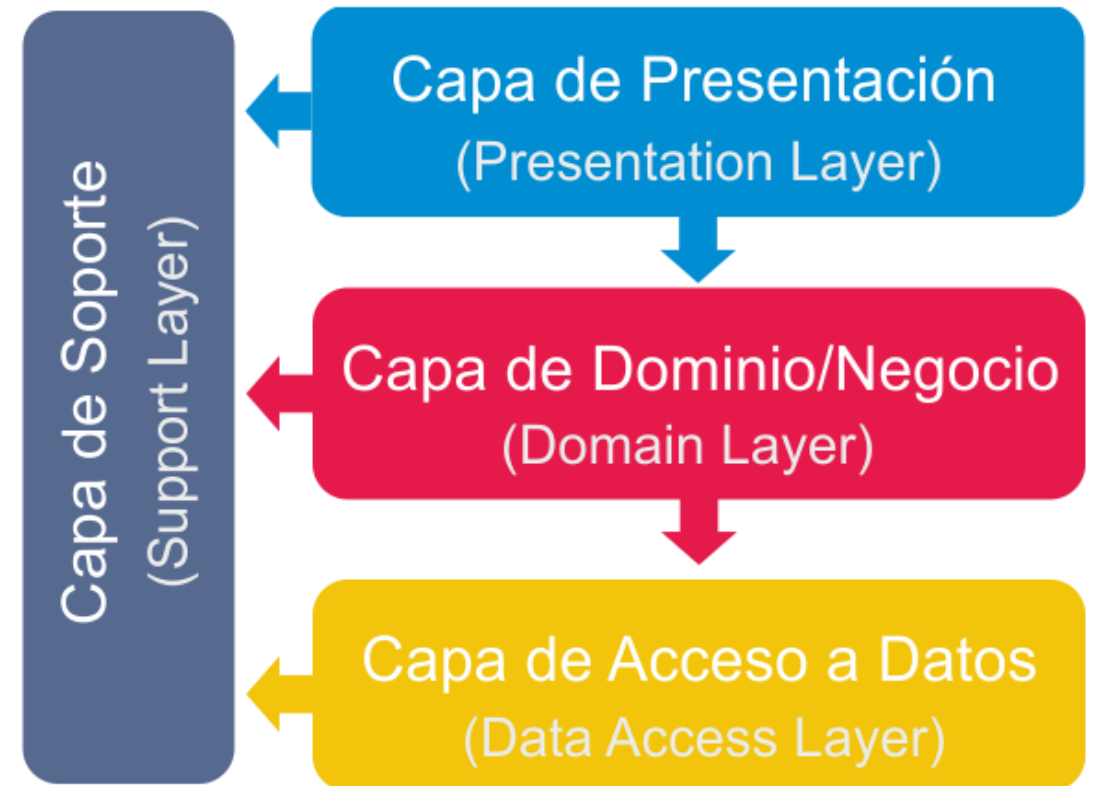 Capa de Soporte
(Support Layer)
Capa de Presentación
(Presentation Layer)
Capa de Dominio/Negocio
(Domain Layer)
Capa de Acceso a Datos
(Data Access Layer)